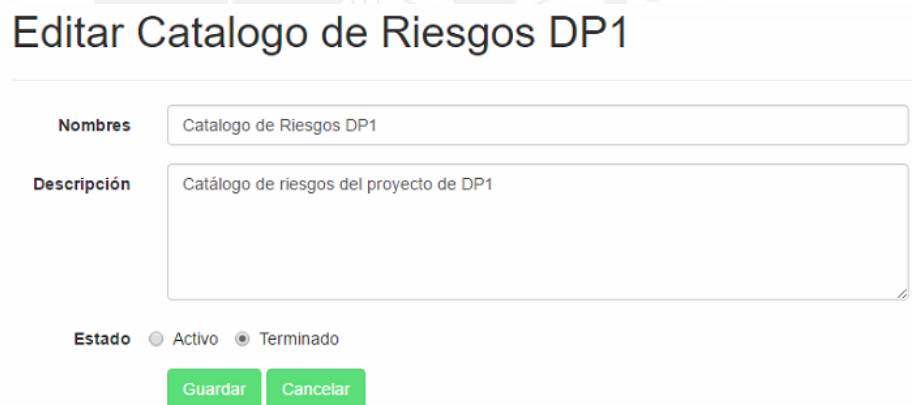 Editar Catalogo de Riesgos DP1
Nombres Catalogo de Riesgos DP1
Descripción Catálogo de riesgos del proyecto de DP1
Estado Activo Terminado
Guardar Cancelar